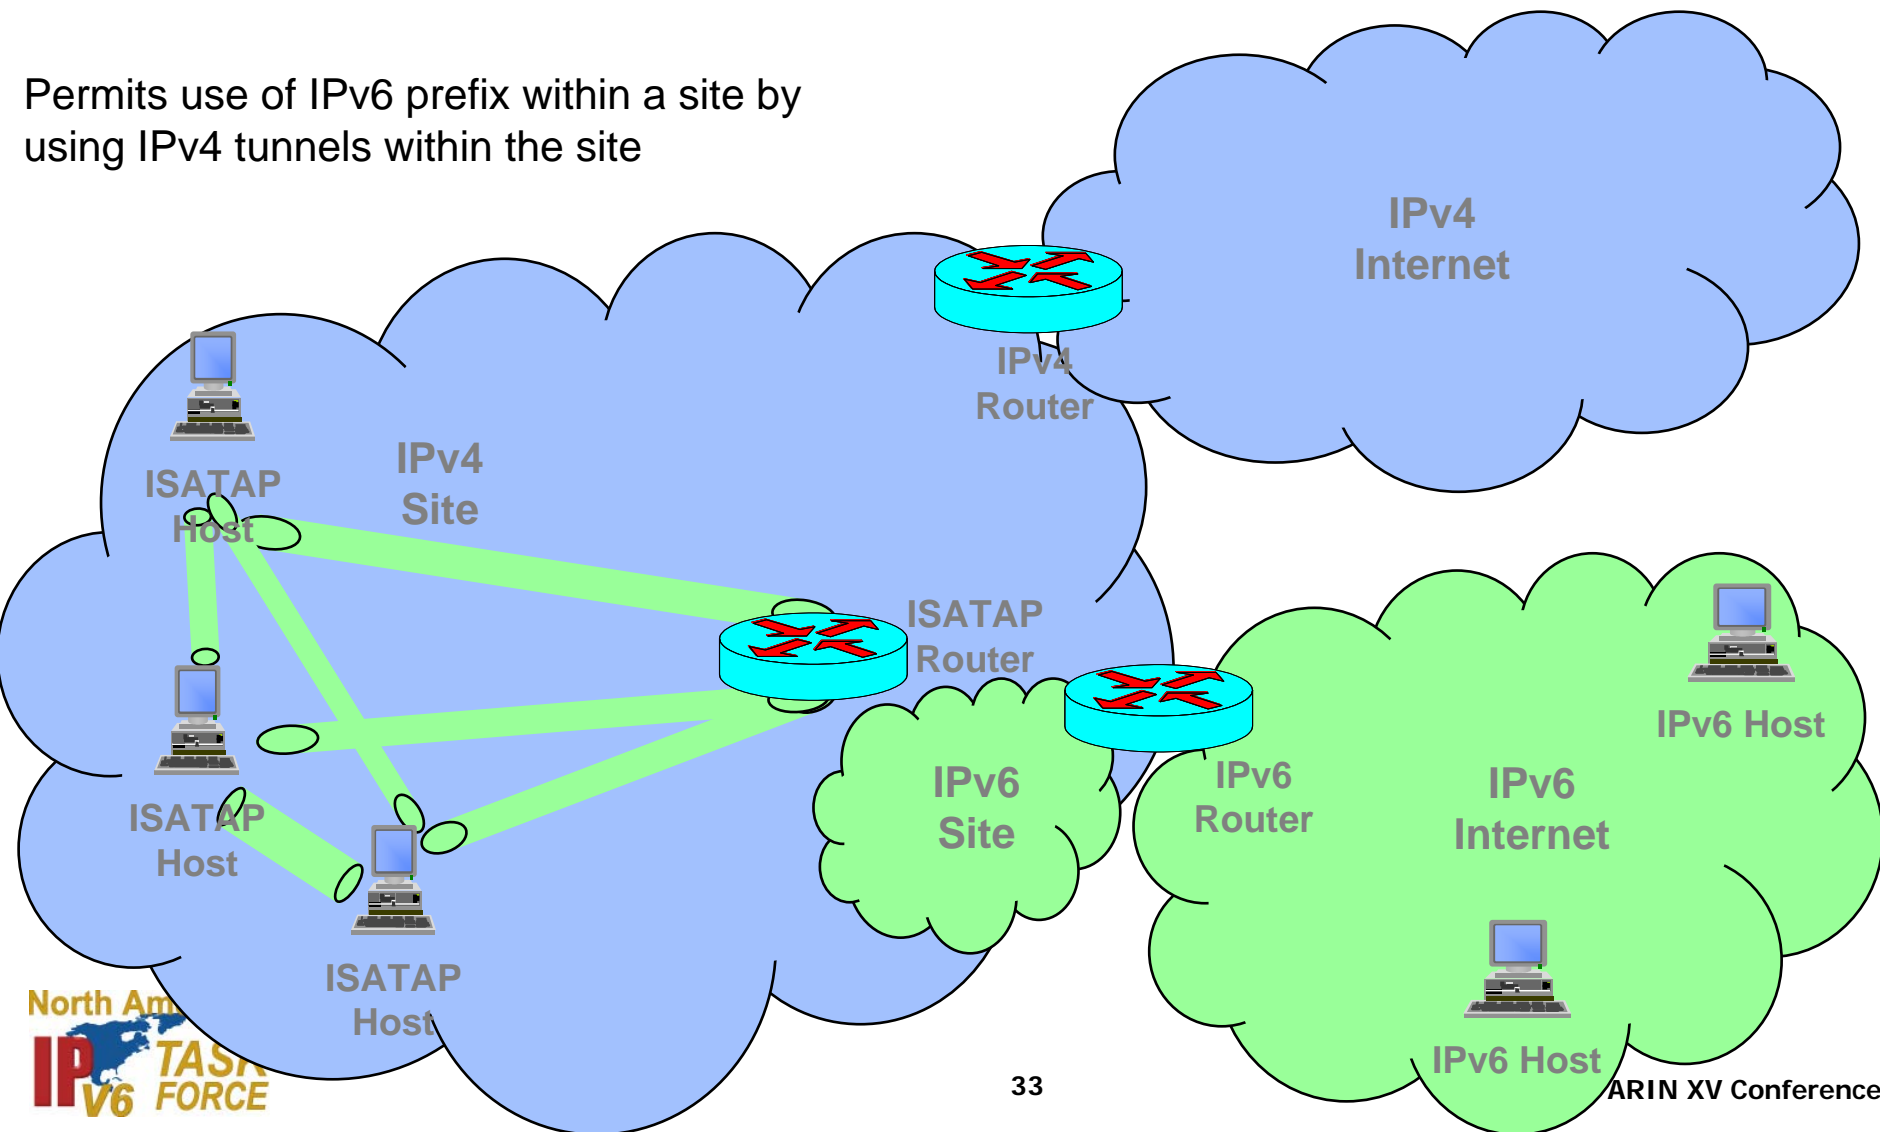 Permits use of IPv6 prefix within a site by
using IPv4 tunnels within the site
IPv4
Internet
IPv4
Router
ISATAP
Host
IPv4
Site
ISATAP
Router
IPv6 Host
ISATAP
Host
IPv6
Site
IPv6
Router
IPv6
Internet
ISATAP
Host
IPv6 Host
North Am
IPv6 TASK
FORCE
33
ARIN XV Conference